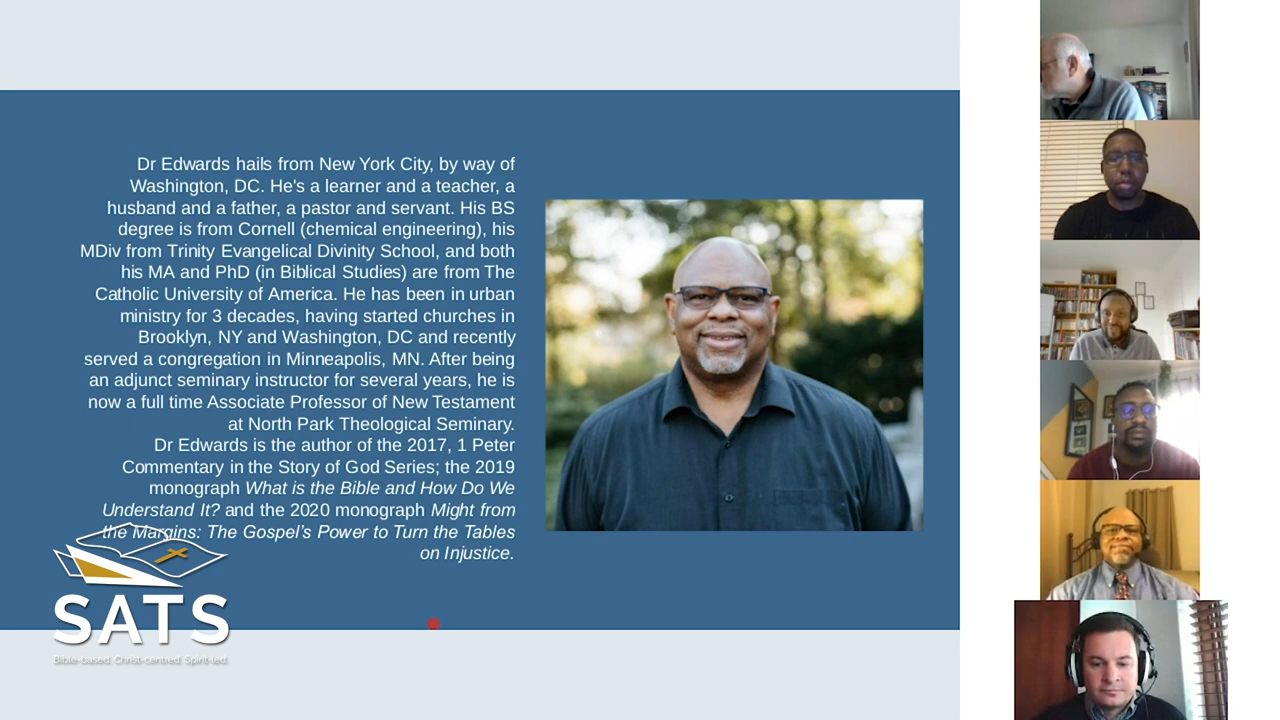 Dr Edwards hails from New York City, by way of
Washington, DC. He's a learner and a teacher, a
husband and a father, a pastor and servant. His BS
degree is from Cornell (chemical engineering), his
MDiv from Trinity Evangelical Divinity School, and both
his MA and PhD (in Biblical Studies) are from The
Catholic University of America. He has been in urban
ministry for 3 decades, having started churches in
Brooklyn, NY and Washington, DC and recently
served a congregation in Minneapolis, MN. After being
an adjunct seminary instructor for several years, he is
now a full time Associate Professor of New Testament
at North Park Theological Seminary.
Dr Edwards is the author of the 2017, 1 Peter
Commentary in the Story of God Series; the 2019
monograph What is the Bible and How Do We
Understand It? and the 2020 monograph Might from
the Margins: The Gospel's Power to Turn the Tables
on Injustice.
SATS
Bible-based. Christ-centred. Spirit-led.